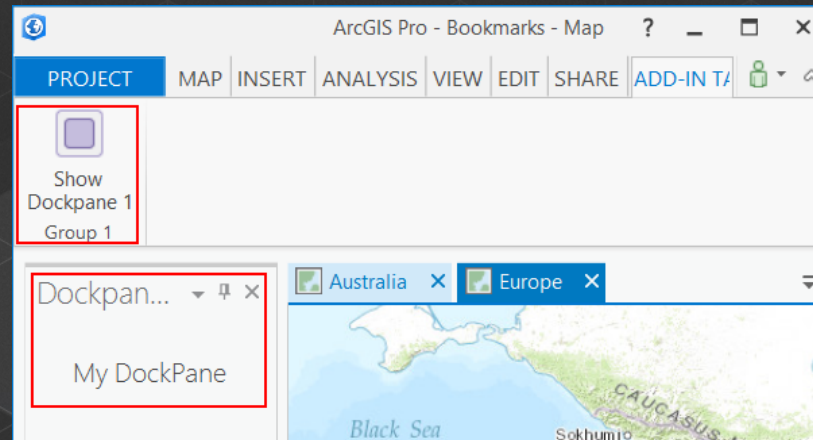 ArcGIS Pro - Bookmarks - Map ?
PROJECT MAP INSERT ANALYSIS VIEW EDIT SHARE ADD-IN TA
Show
Dockpane 1
Group 1
Dockpan...
Australia Europe
My DockPane
CAUCASUS
Black Sea
Sokhumi